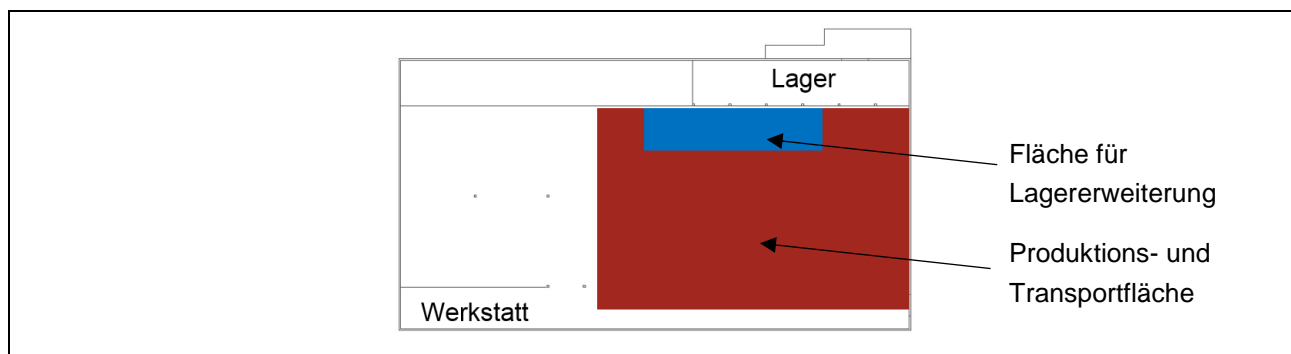 Lager
Fläche für
Lagererweiterung
Produktions- und
Transportfläche
Werkstatt